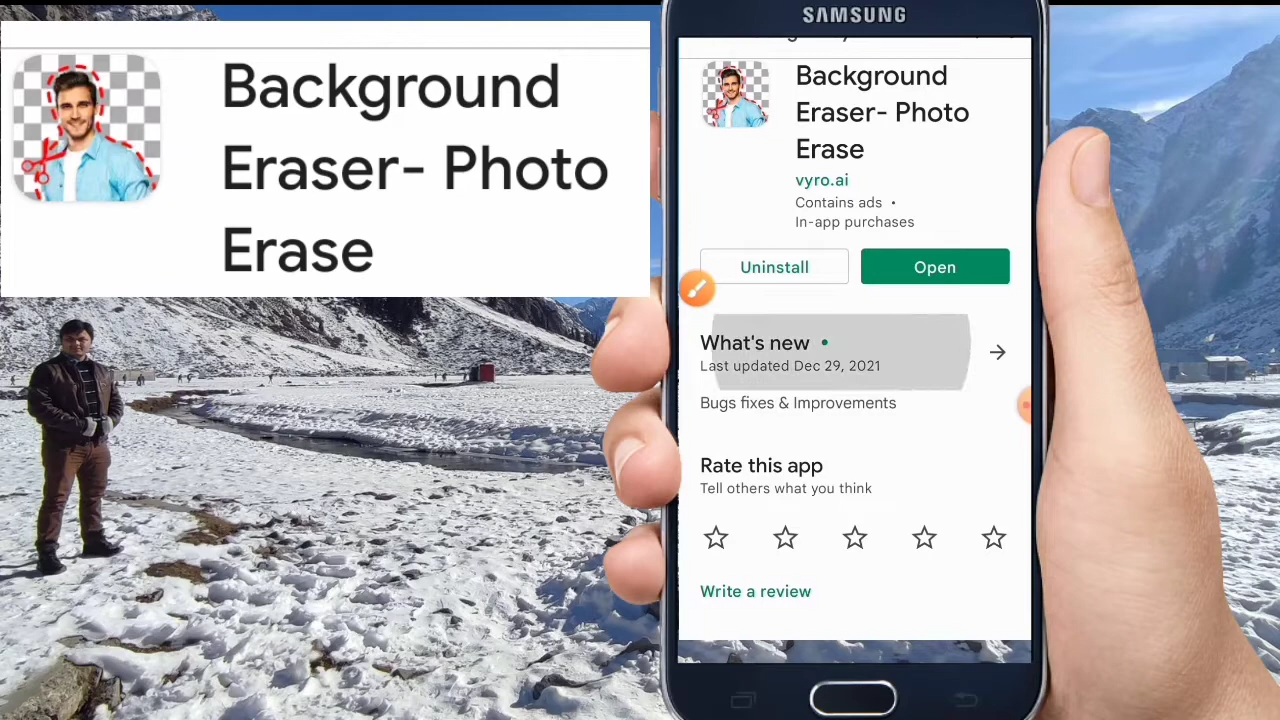 Background
Eraser- Photo
Erase
SAMSUNG
Background
Eraser- Photo
Erase
vyro.ai
Contains ads •
In-app purchases
Uninstall
Open
What's new •
Last updated Dec 29, 2021
Bugs fixes & Improvements
Rate this app
Tell others what you think
Write a review